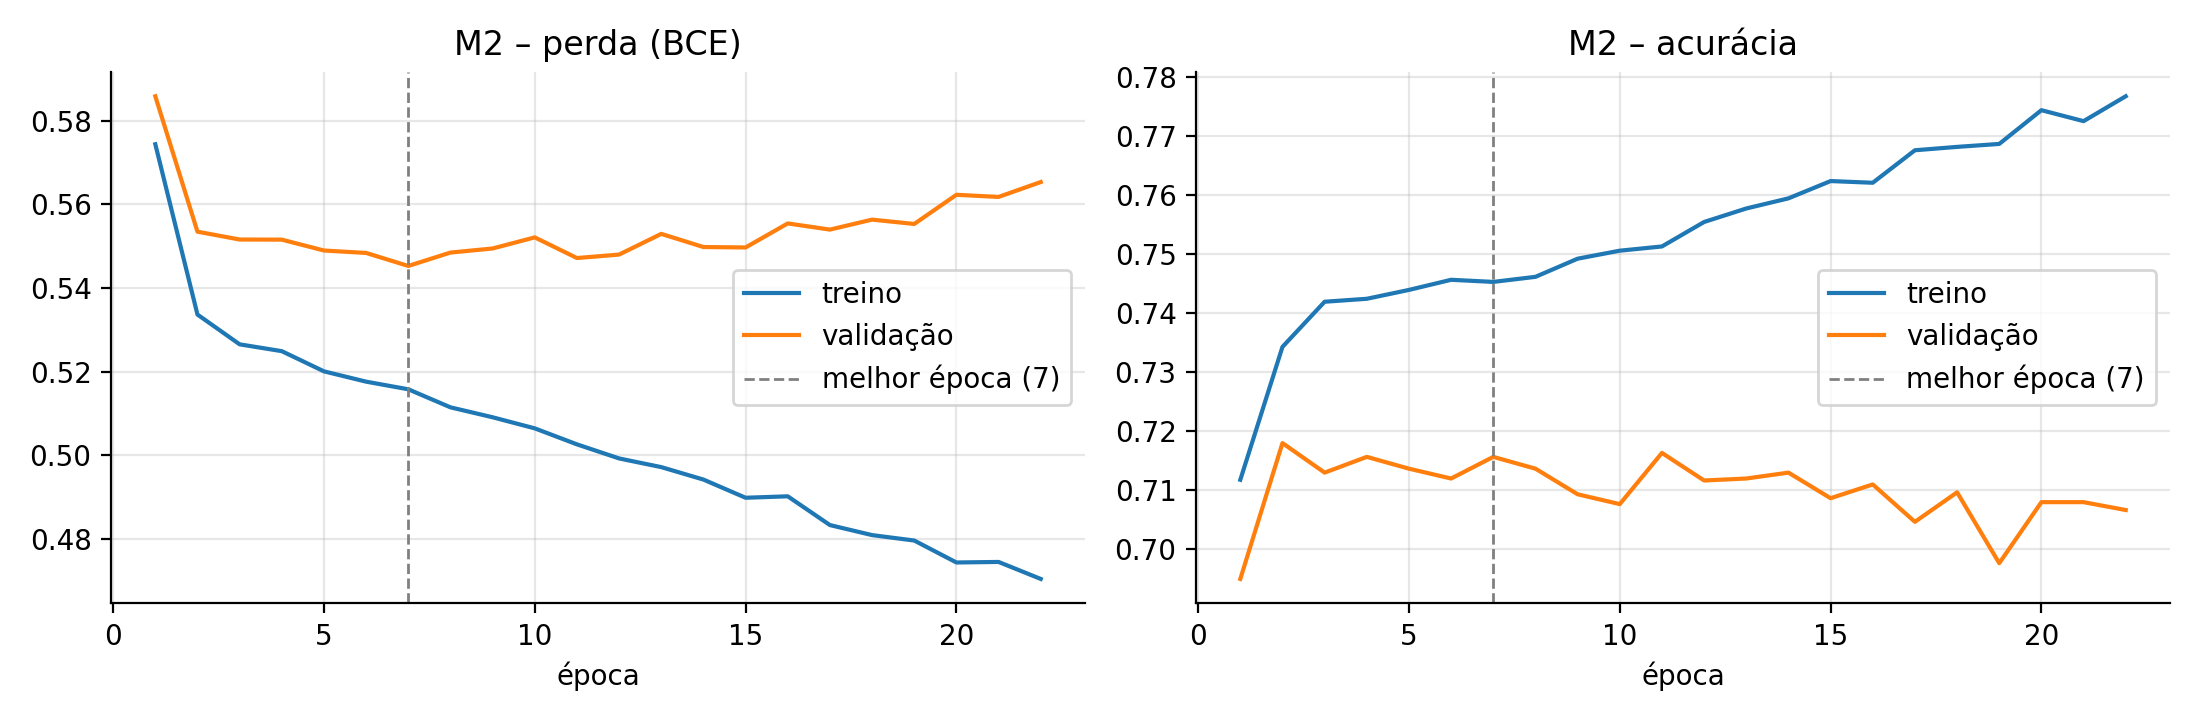 M2 – perda (BCE)
0.58
0.56
0.54
0.52
0.50
0.48
0
5
10
15
20
época
treino
validação
melhor época (7)
M2 – acurácia
0.78
0.77
0.76
0.75
0.74
0.73
0.72
0.71
0.70
0
5
10
15
20
época
treino
validação
melhor época (7)